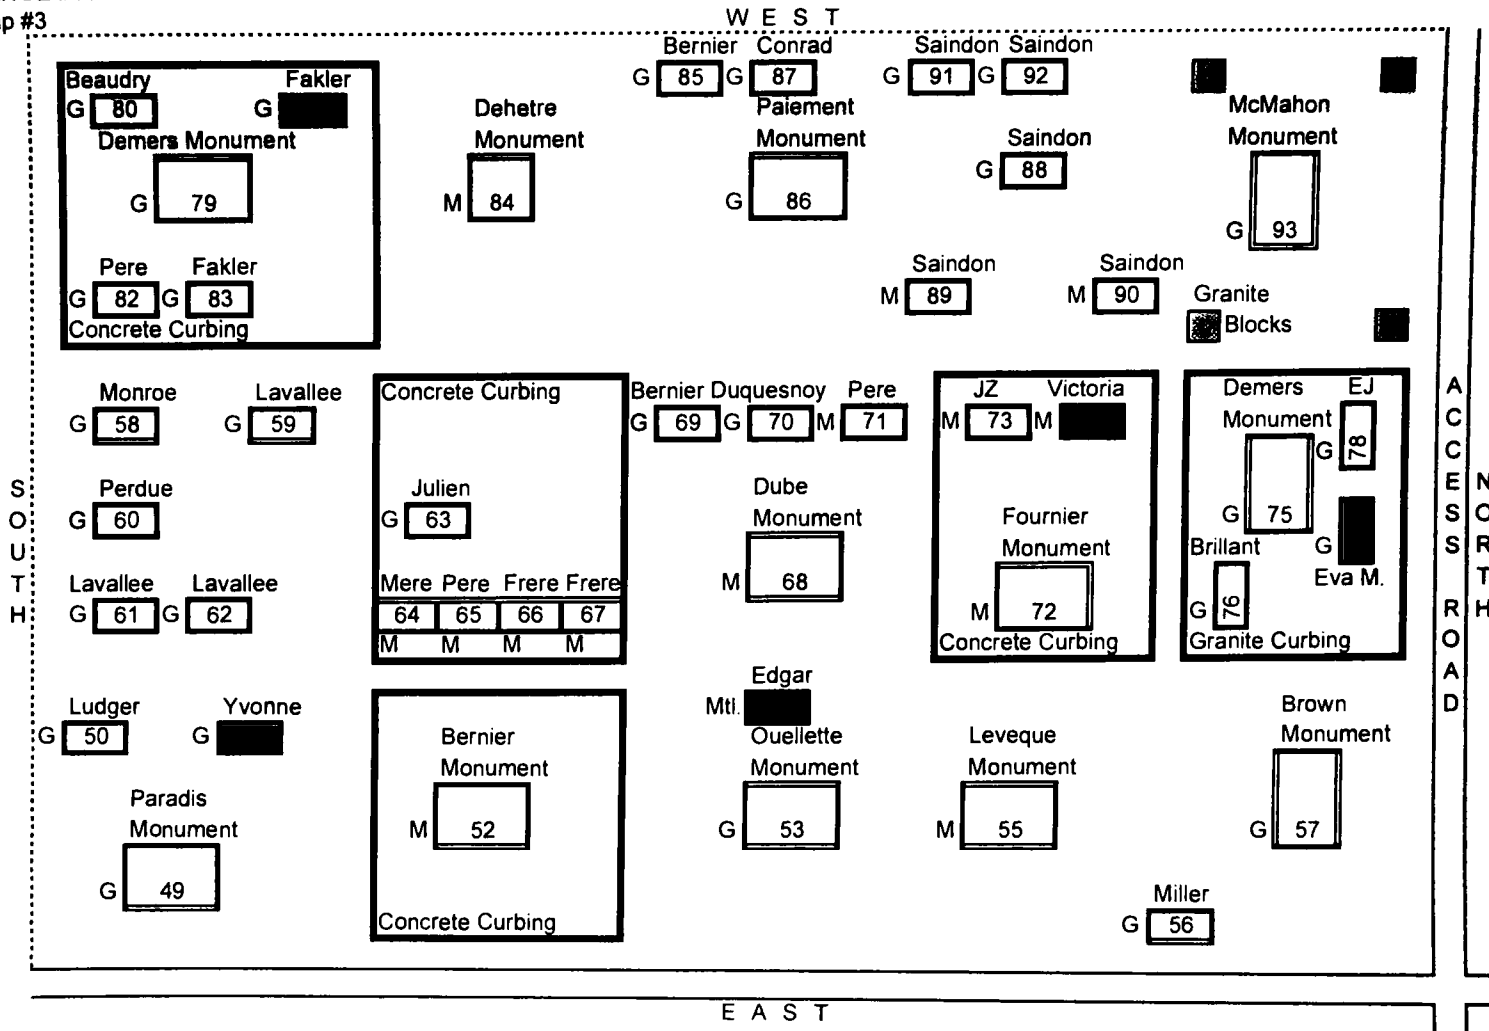 p #3
W E S T
Bernier Conrad
G 85 G 87
Saindon Saindon
G 91 G 92
Beaudry Fakler
G 80 G
Demers Monument
G 79
Pere Fakler
G 82 G 83
Concrete Curbing
Dehetre
Monument
M 84
Paiement
Monument
G 86
Saindon
G 88
McMahon
Monument
G 93
Saindon
M 89
Saindon
M 90
Granite
Blocks
Monroe
G 58
Lavallee
G 59
Perdue
G 60
Lavallee Lavallee
G 61 G 62
Concrete Curbing
Julien
G 63
Mere Pere Frere Frere
64 65 66 67
M M M M
Bernier Duquesnoy Pere
G 69 G 70 M 71
Dube
Monument
M 68
JZ Victoria
M 73 M
Fournier
Monument
M 72
Concrete Curbing
Demers
Monument
G 75
EJ
G 78
Brillant
G 76
G
Eva M.
Granite Curbing
SOUTH
ACCESS ROAD
NORTH
Ludger Yvonne
G 50 G
Paradis
Monument
G 49
Bernier
Monument
M 52
Concrete Curbing
Edgar
Mtl.
Ouellette
Monument
G 53
Leveque
Monument
M 55
Brown
Monument
G 57
Miller
G 56
E A S T